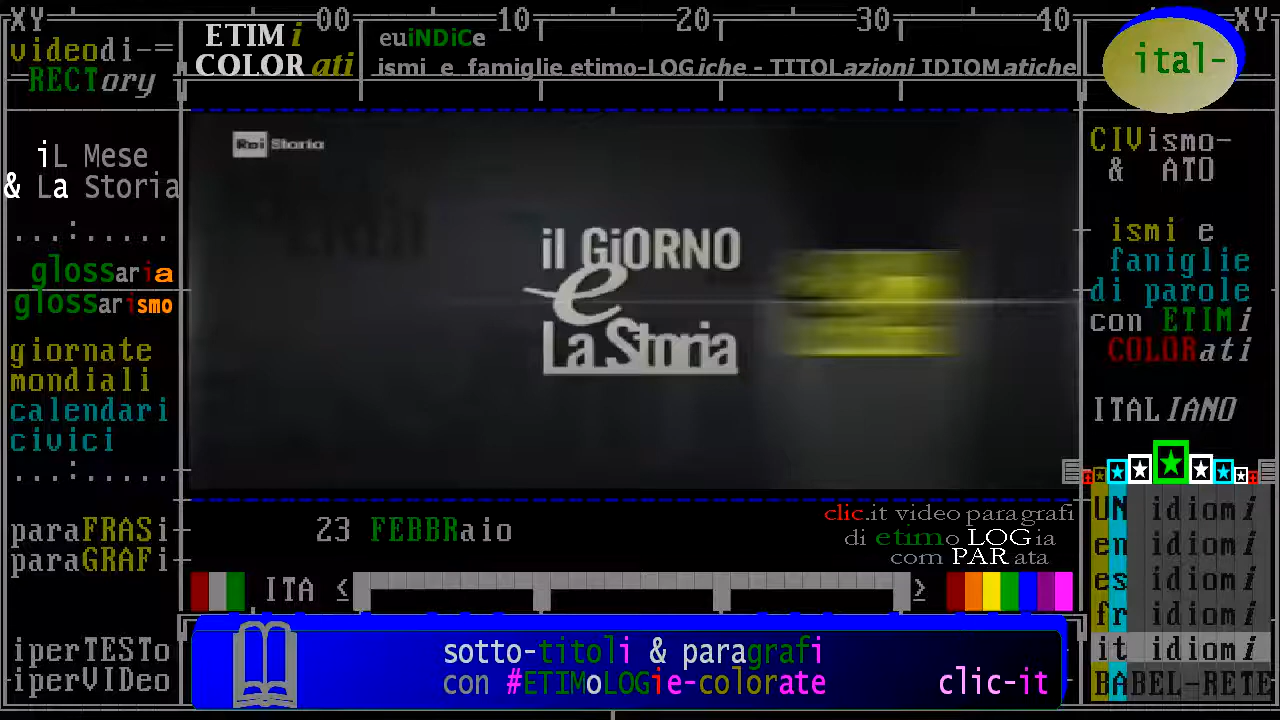 XY 00 10 20 30 40 XY
videodi-=
=RECTory
ETIMi
COLORati
euiNDiCe
ismi e famiglie etimo-LOGiche - TITOLazioni IDIOMatiche
ital-
iL Mese
& La Storia
...:.....
glossaria
glossarismo
giornate
mondiali
calendari
civici
...:.....
paraFRASi
paraGRAFi
iperTESTo
iperVIDeo
Rai Storia
il GiORNO
e
La Storia
23 FEBBRaio
clic.it video paragrafi
di etimo LOGia
com PARata
ITA < >
sotto-titoli & paragrafi
con #ETIMoLOGie-colorate
clic-it
CIVismo-
& ATO
ismi e
faniglie
di parole
con ETIMi
COLORati
ITALIANO
UN idiomi
en idiomi
es idiomi
fr idiomi
it idiomi
BABEL-RETE